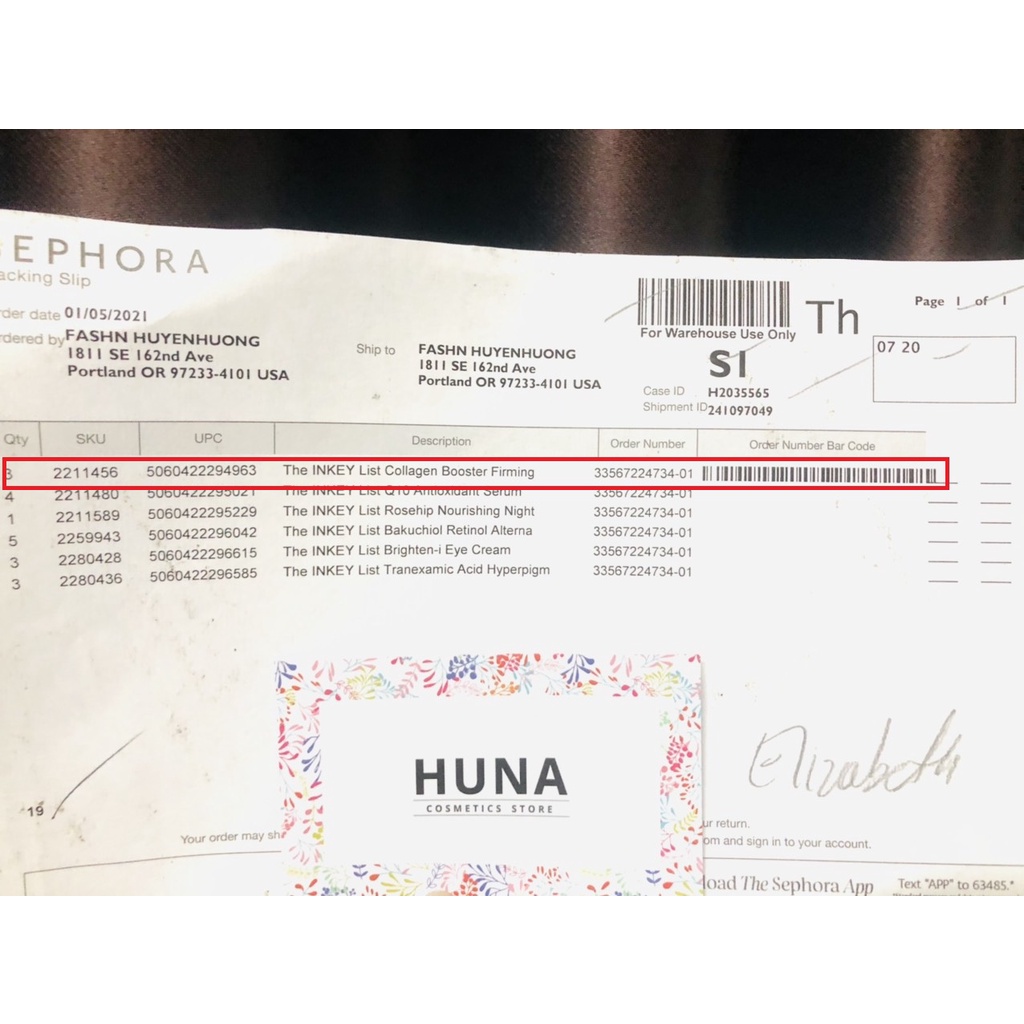 SEPHORA
acking Slip
rder date 01/05/2021
rdered by FASHN HUYENHUONG
1811 SE 162nd Ave
Portland OR 97233-4101 USA
Ship to FASHN HUYENHUONG
1811 SE 162nd Ave
Portland OR 97233-4101 USA
For Warehouse Use Only
S1
Case ID H2035565
Shipment ID 241097049
Th
Page 1 of 1
07 20
Qty SKU UPC Description Order Number Order Number Bar Code
3 2211456 5060422294963 The INKEY List Collagen Booster Firming 33567224734-01
4 2211480 5060422295021 The INKEY List Q10 Antioxidant Serum 33567224734-01
1 2211589 5060422295229 The INKEY List Rosehip Nourishing Night 33567224734-01
5 2259943 5060422296042 The INKEY List Bakuchiol Retinol Alterna 33567224734-01
3 2280428 5060422296615 The INKEY List Brighten-i Eye Cream 33567224734-01
3 2280436 5060422296585 The INKEY List Tranexamic Acid Hyperpigm 33567224734-01
HUNA
COSMETICS STORE
Elizabeth
19
Your order may sh
ur return.
om and sign in to your account.
load The Sephora App
Text "APP" to 63485.*